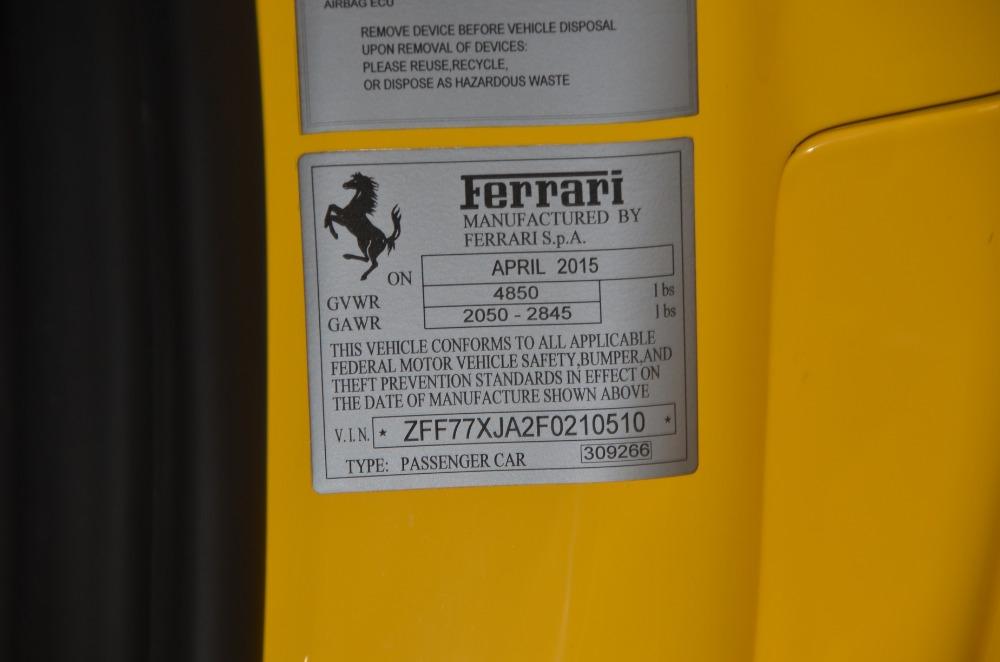 AIRBAG ECU
REMOVE DEVICE BEFORE VEHICLE DISPOSAL
UPON REMOVAL OF DEVICES:
PLEASE REUSE,RECYCLE,
OR DISPOSE AS HAZARDOUS WASTE
Ferrari
MANUFACTURED BY
FERRARI S.p.A.
ON APRIL 2015
GVWR 4850 lbs
GAWR 2050 - 2845 lbs
THIS VEHICLE CONFORMS TO ALL APPLICABLE
FEDERAL MOTOR VEHICLE SAFETY,BUMPER,AND
THEFT PREVENTION STANDARDS IN EFFECT ON
THE DATE OF MANUFACTURE SHOWN ABOVE
V.I.N. * ZFF77XJA2F0210510 *
TYPE: PASSENGER CAR 309266